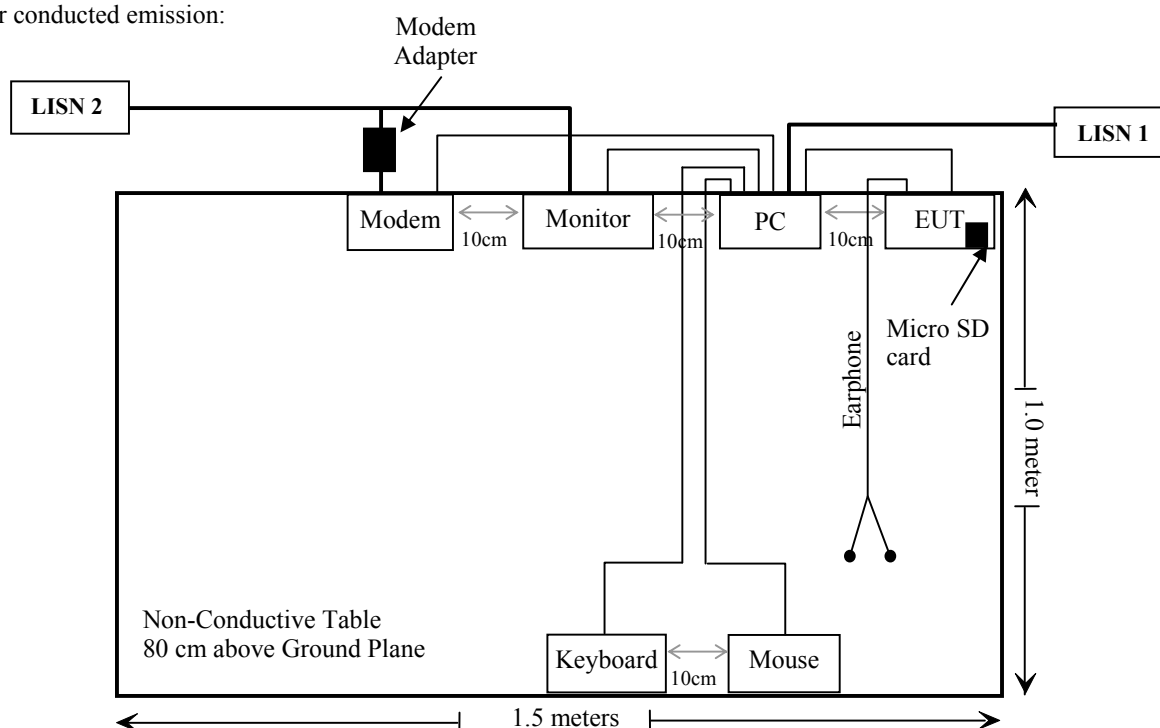 r conducted emission:
Modem
Adapter
LISN 2
LISN 1
Modem
Monitor
PC
EUT
10cm
10cm
10cm
Micro SD
card
Earphone
1.0 meter
Non-Conductive Table
80 cm above Ground Plane
Keyboard
Mouse
10cm
1.5 meters